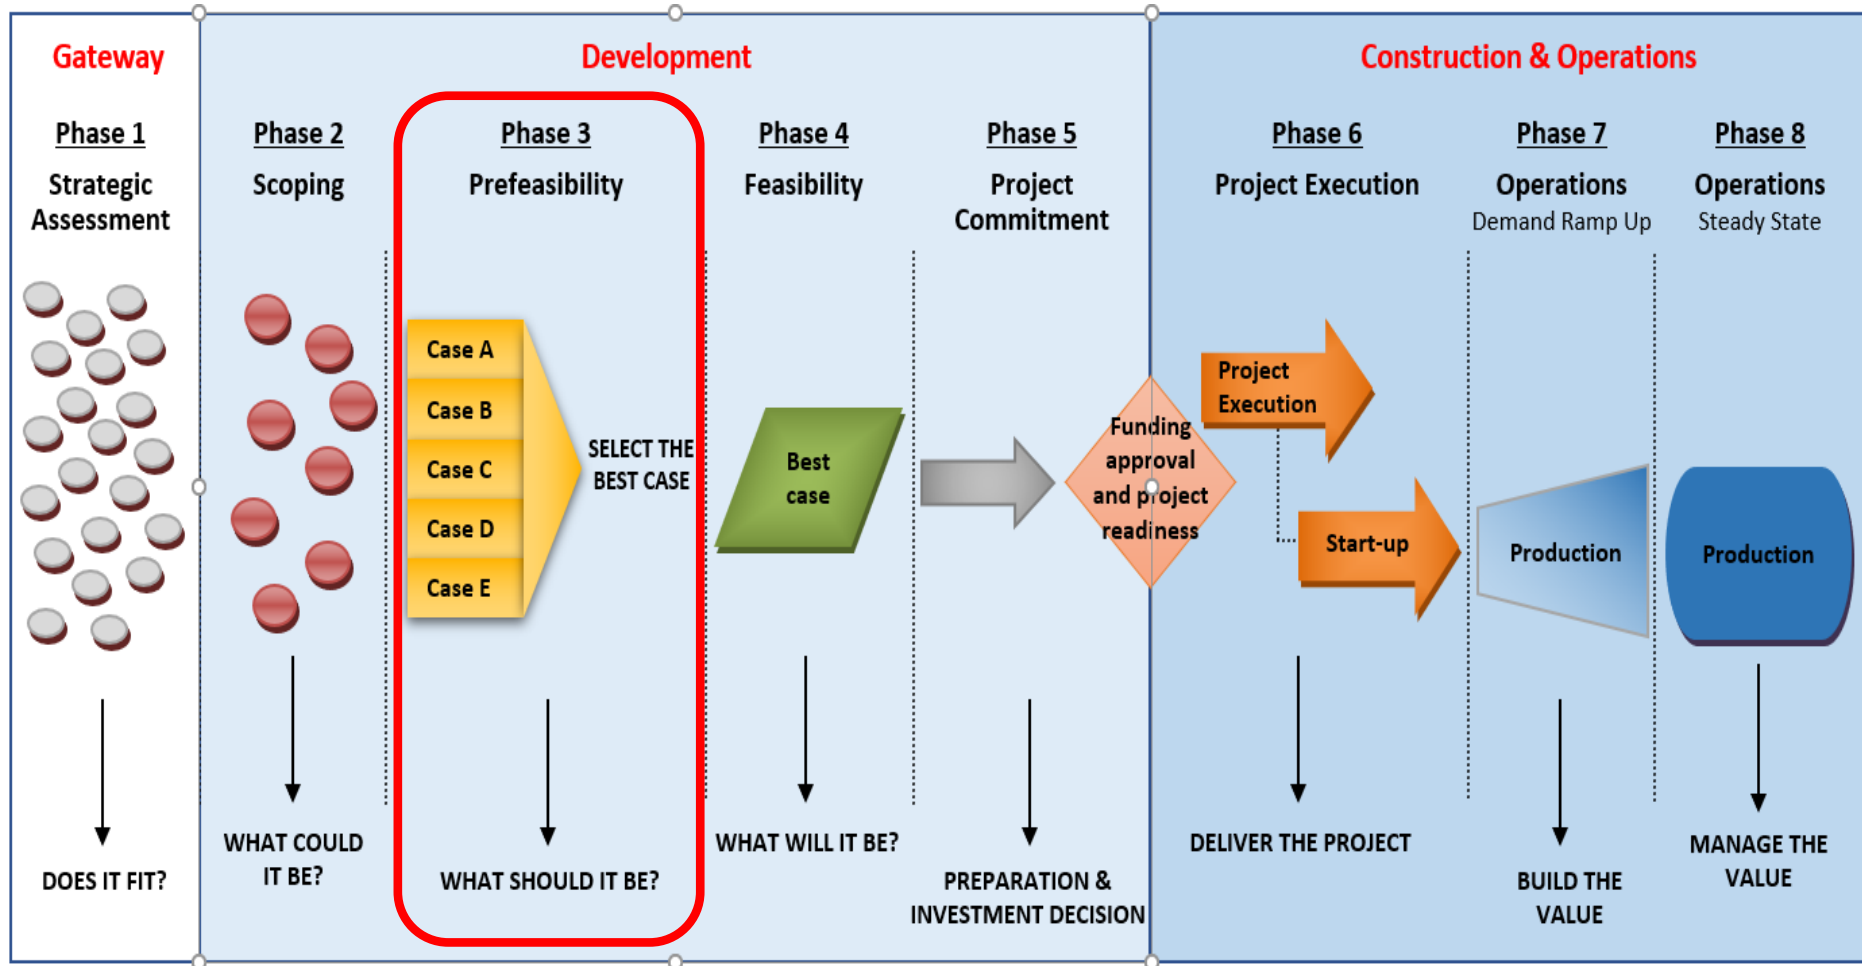 Gateway
Development
Construction & Operations
Phase 1
Strategic
Assessment
Phase 2
Scoping
Phase 3
Prefeasibility
Phase 4
Feasibility
Phase 5
Project
Commitment
Phase 6
Project Execution
Phase 7
Operations
Demand Ramp Up
Phase 8
Operations
Steady State
Case A
Case B
Case C
Case D
Case E
SELECT THE
BEST CASE
Best
case
Funding
approval
and project
readiness
Project
Execution
Start-up
Production
Production
DOES IT FIT?
WHAT COULD
IT BE?
WHAT SHOULD IT BE?
WHAT WILL IT BE?
PREPARATION &
INVESTMENT DECISION
DELIVER THE PROJECT
BUILD THE
VALUE
MANAGE THE
VALUE